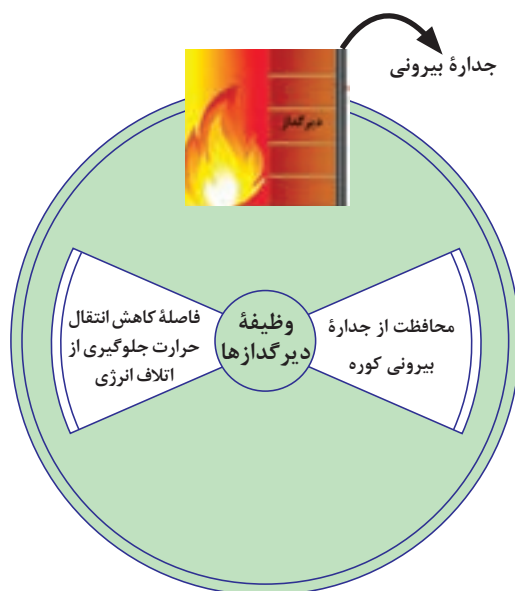 جدارهٔ بیرونی
دیرگداز
محافظت از جدارهٔ
بیرونی کوره
وظیفهٔ
دیرگدازها
فاصلهٔ کاهش انتقال
حرارت جلوگیری از
اتلاف انرژی